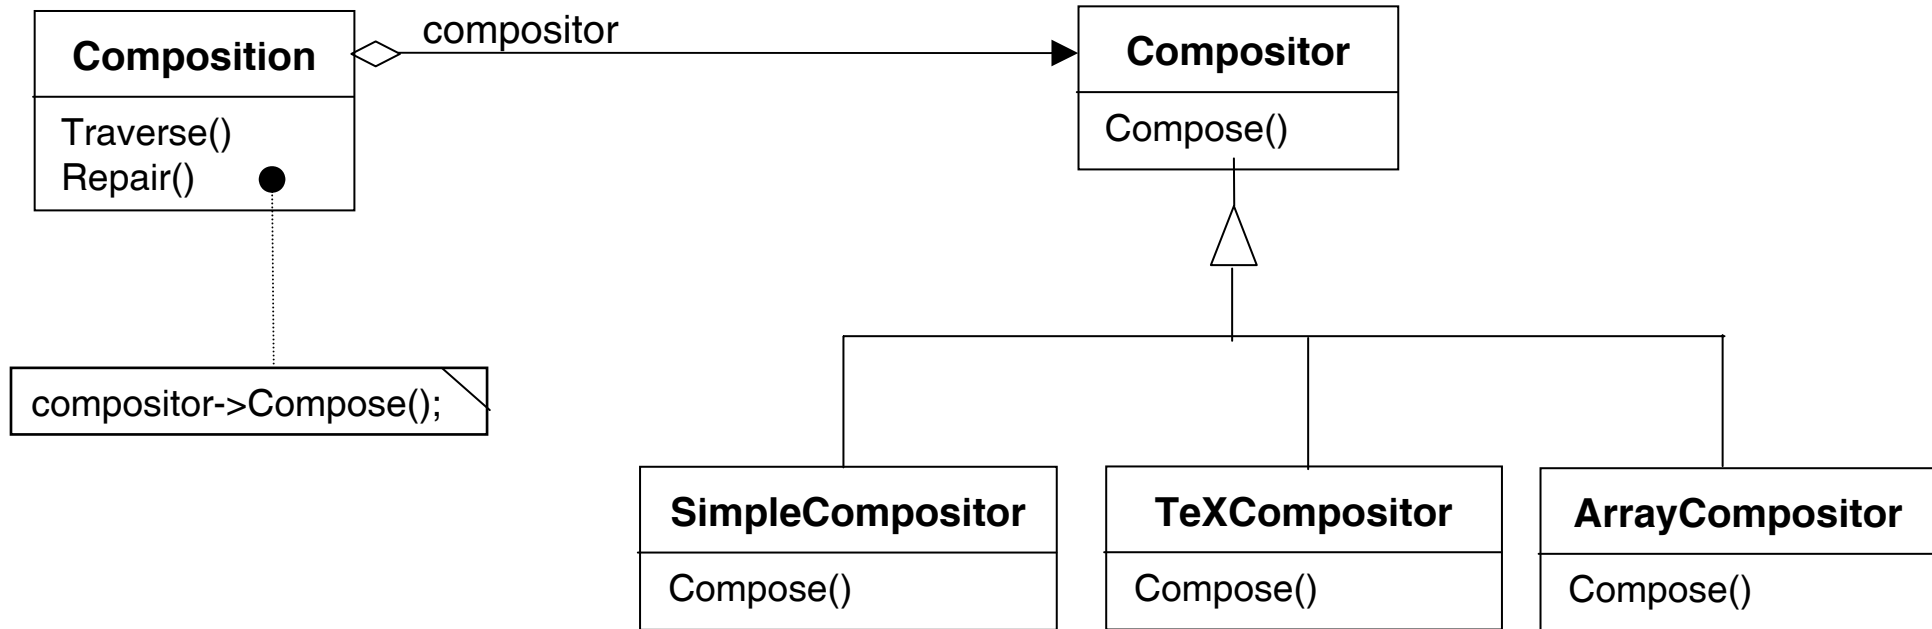 Composition
Traverse()
Repair()
compositor
Compositor
Compose()
compositor->Compose();
SimpleCompositor
Compose()
TeXCompositor
Compose()
ArrayCompositor
Compose()